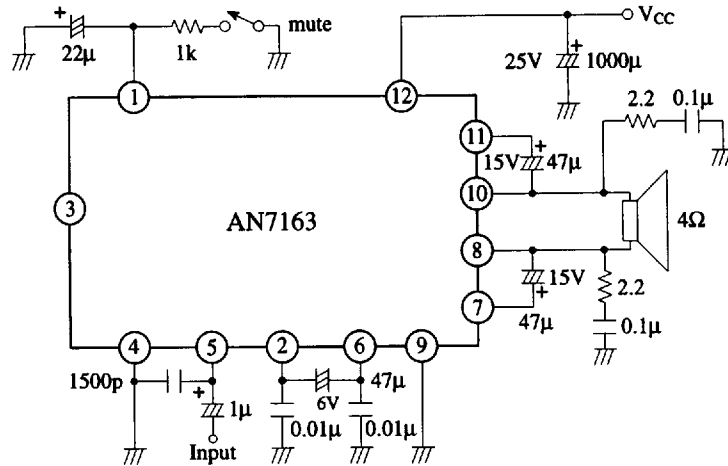 +
22μ
1k
mute
V_CC
25V
+
1000μ
2.2
0.1μ
1
12
11
15V
+
47μ
10
3
AN7163
4Ω
8
15V
2.2
7
+
47μ
0.1μ
4
5
2
6
9
1500p
+
1μ
6V
47μ
0.01μ
0.01μ
Input